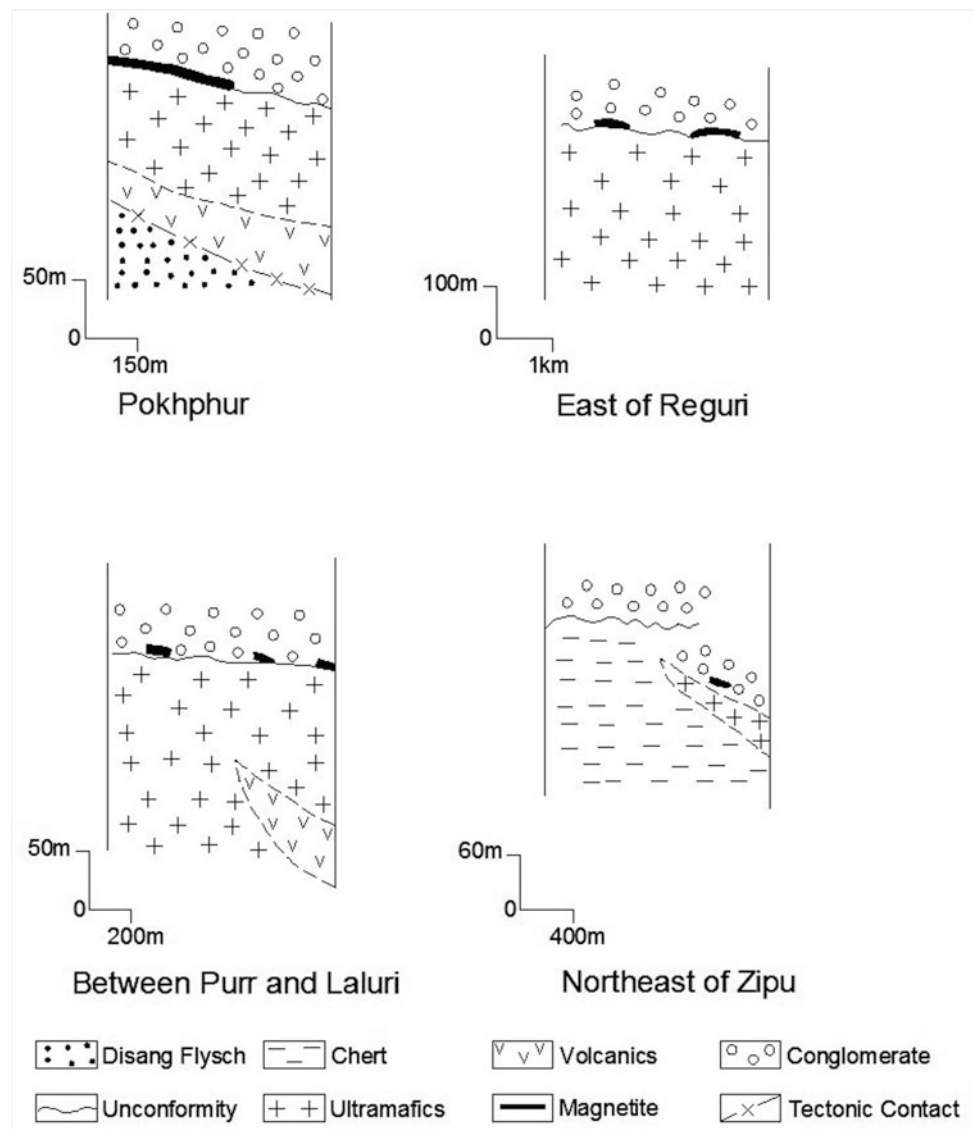 50m
0
150m
Pokhphur
100m
0
1km
East of Reguri
50m
0
200m
Between Purr and Laluri
60m
0
400m
Northeast of Zipu
Disang Flysch Chert Volcanics Conglomerate
Unconformity Ultramafics Magnetite Tectonic Contact